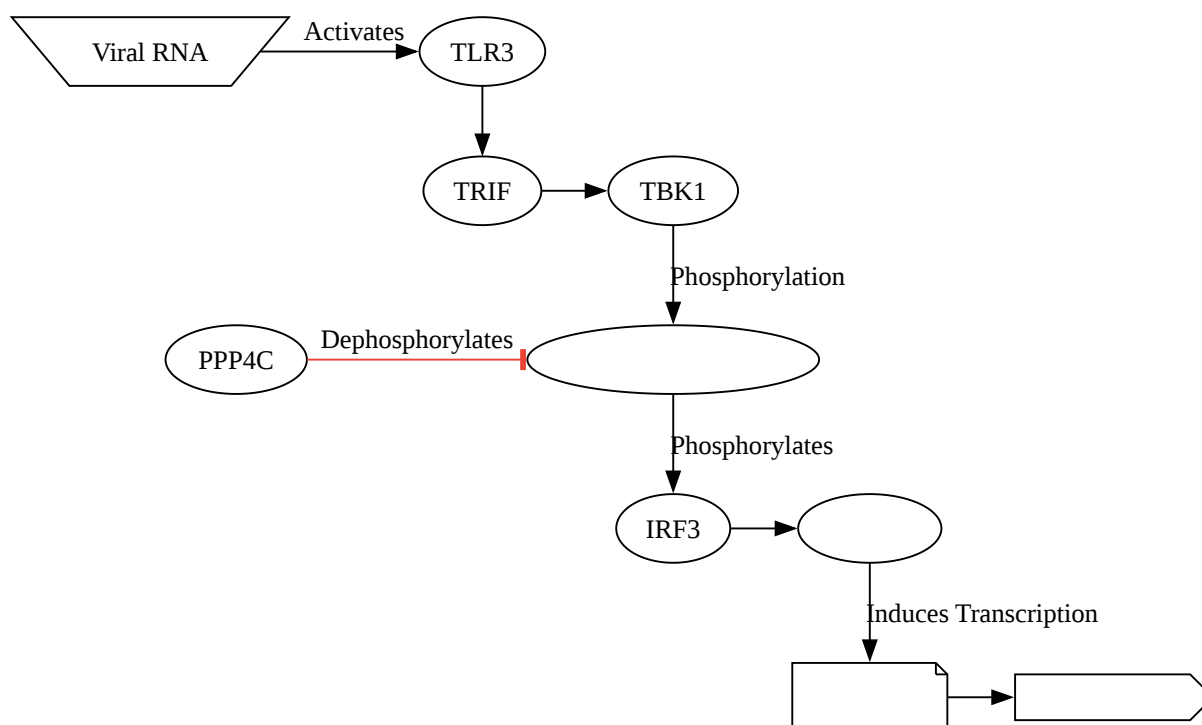 Viral RNA
Activates
TLR3
TRIF
TBK1
Phosphorylation
PPP4C
Dephosphorylates
Phosphorylates
IRF3
Induces Transcription